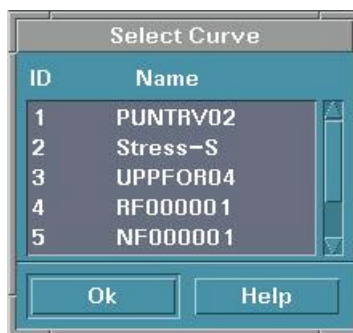 Select Curve
ID Name
1 PUNTRV02
2 Stress-S
3 UPPFOR04
4 RF000001
5 NF000001
Ok Help